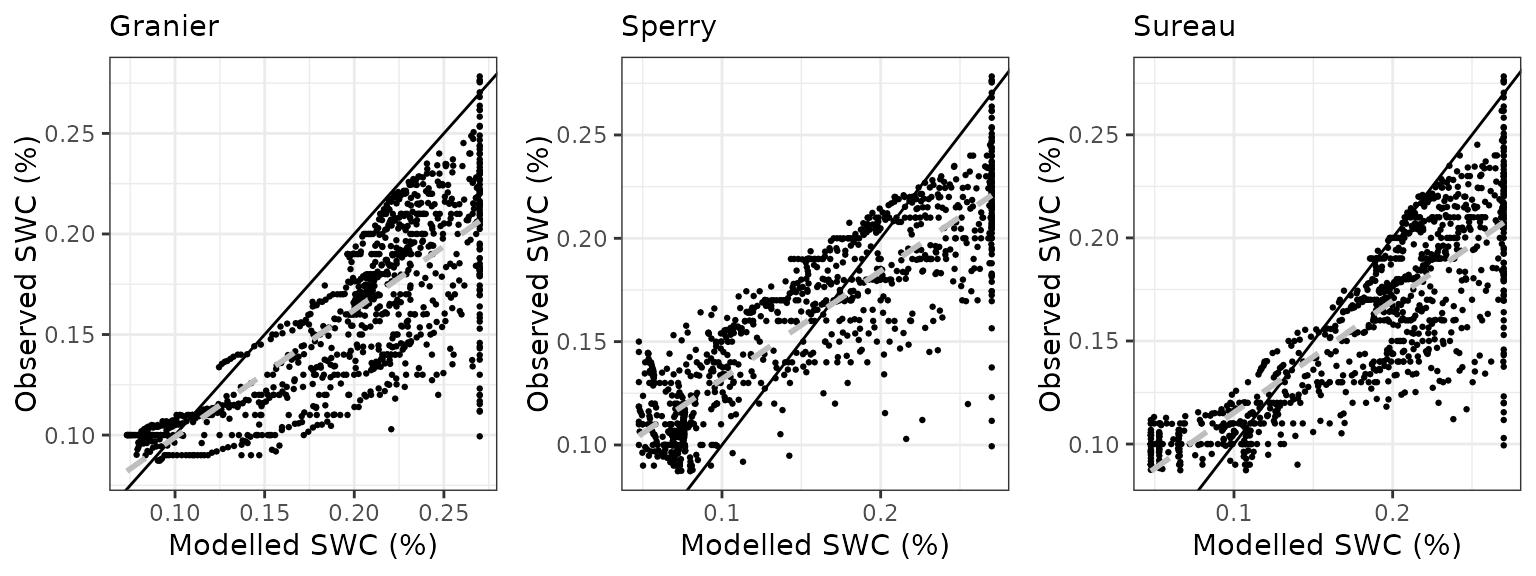 Granier
Observed SWC (%)
0.25
0.20
0.15
0.10
0.10 0.15 0.20 0.25
Modelled SWC (%)
Sperry
Observed SWC (%)
0.25
0.20
0.15
0.10
0.1 0.2
Modelled SWC (%)
Sureau
Observed SWC (%)
0.25
0.20
0.15
0.10
0.1 0.2
Modelled SWC (%)